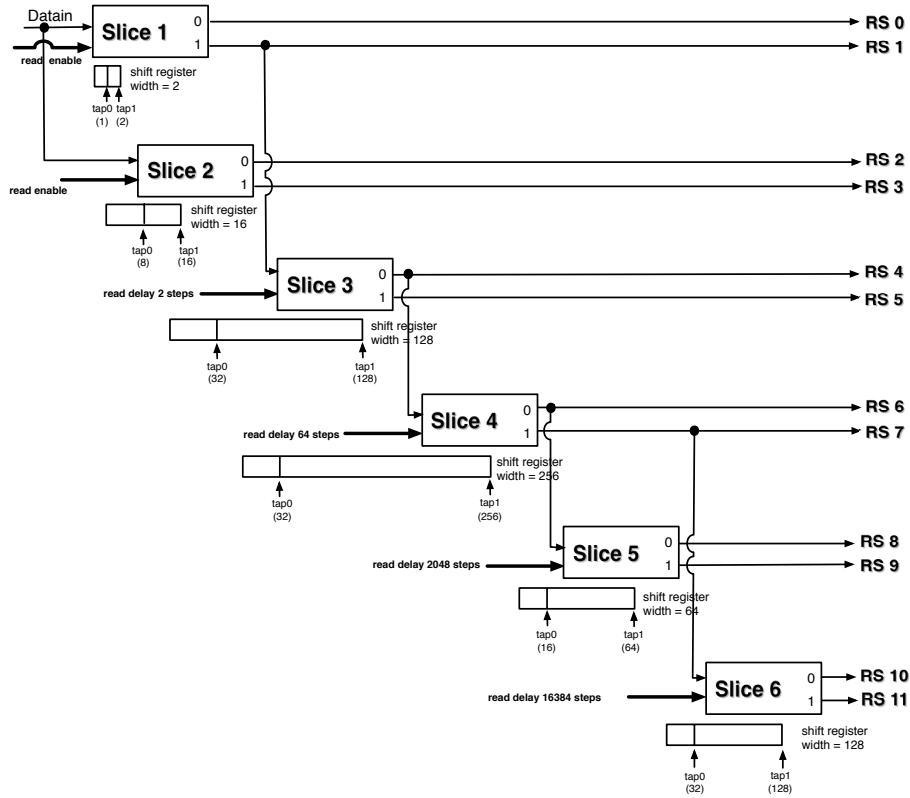 Datain
Slice 1
0
1
RS 0
RS 1
read enable
shift register
width = 2
tap0
(1)
tap1
(2)
Slice 2
0
1
RS 2
RS 3
read enable
shift register
width = 16
tap0
(8)
tap1
(16)
Slice 3
0
1
RS 4
RS 5
read delay 2 steps
shift register
width = 128
tap0
(32)
tap1
(128)
Slice 4
0
1
RS 6
RS 7
read delay 64 steps
shift register
width = 256
tap0
(32)
tap1
(256)
Slice 5
0
1
RS 8
RS 9
read delay 2048 steps
shift register
width = 64
tap0
(16)
tap1
(64)
Slice 6
0
1
RS 10
RS 11
read delay 16384 steps
shift register
width = 128
tap0
(32)
tap1
(128)